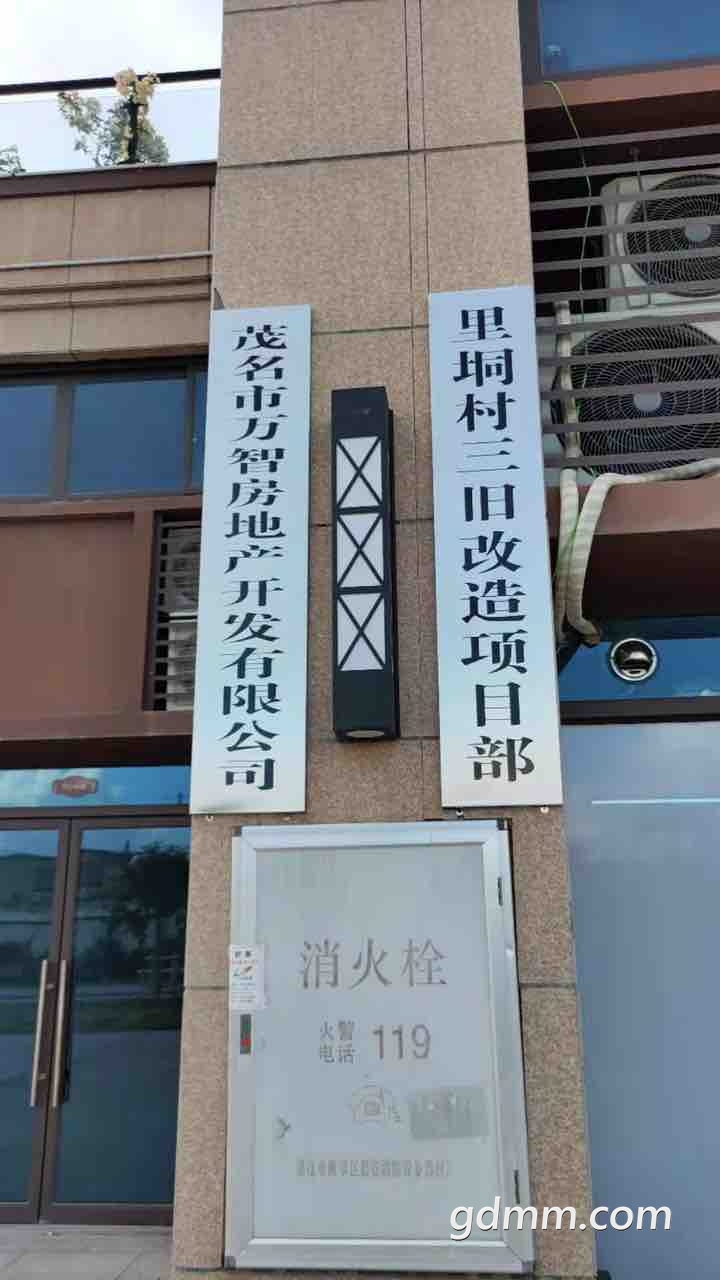 茂名市万智房地产开发有限公司
里垌村三旧改造项目部
消火栓
火警
电话 119
gdmm.com